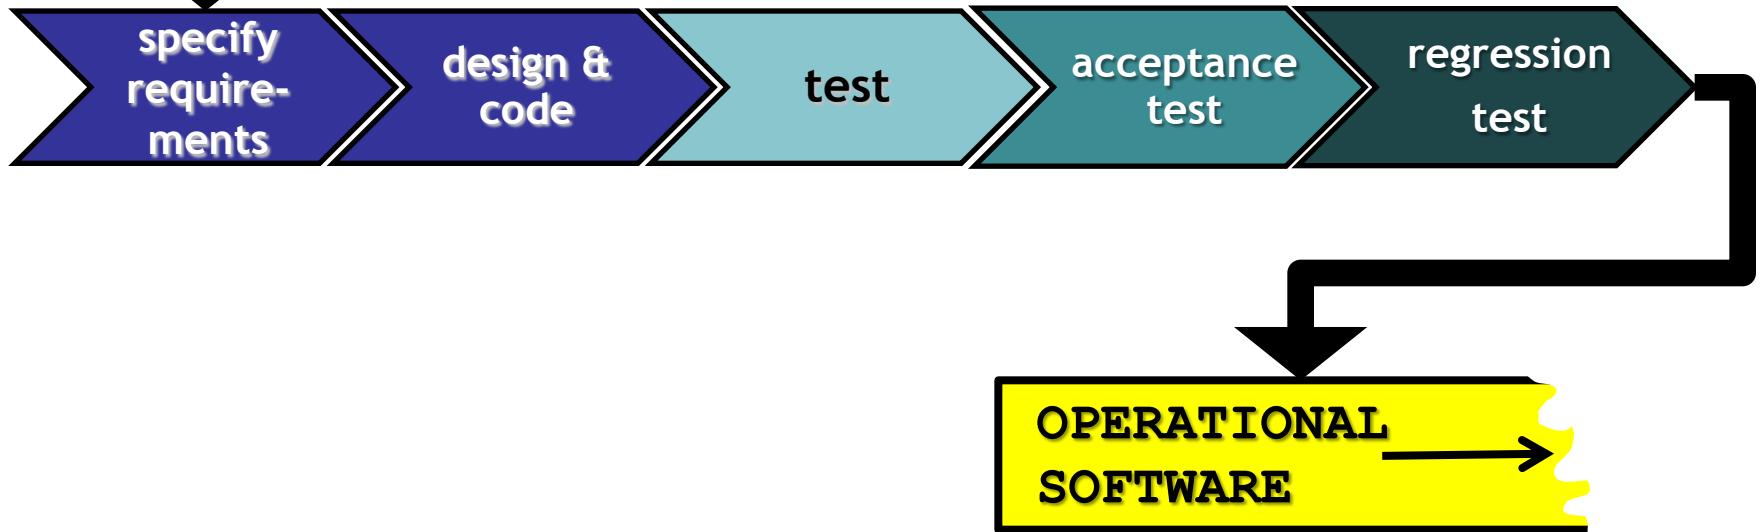 specify
require-
ments
design &
code
test
acceptance
test
regression
test
OPERATIONAL
SOFTWARE